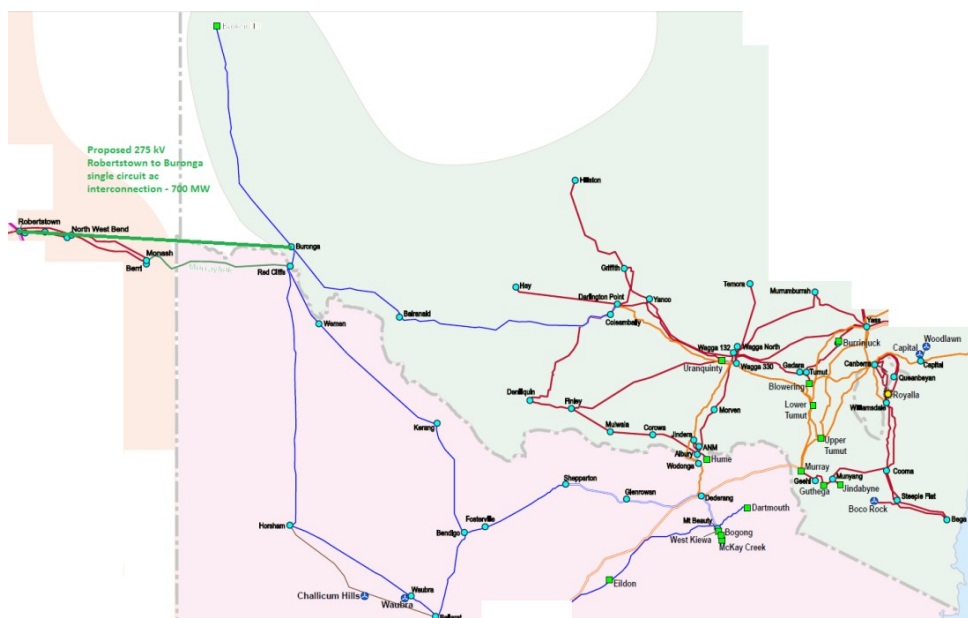 Proposed 275 kV
Robertstown to Buronga
single circuit ac
interconnection - 700 MW
Robertstown
North West Bend
Monash
Berri
Buronga
Red Cliffs
Wemen
Balranald
Hillston
Griffith
Hay
Darlington Point
Yanco
Coleambally
Temora
Murrumburrah
Yass
Wagga North
Wagga 132
Uranquinty
Wagga 330
Burrinjuck
Capital
Woodlawn
Canberra
Capital
Gadara
Tumut
Queanbeyan
Blowering
Royalla
Lower
Tumut
Williamsdale
Deniliquin
Finley
Morven
Mulwala
Corowa
Jindera
ANM
Albury
Hume
Wodonga
Upper
Tumut
Murray
Geehi
Munyang
Guthega
Jindabyne
Cooma
Steeple Flat
Boco Rock
Bega
Kerang
Shepparton
Glenrowan
Dederang
Dartmouth
Mt Beauty
Bogong
West Kiewa
McKay Creek
Eildon
Fosterville
Bendigo
Horsham
Challicum Hills
Waubra
Waubra